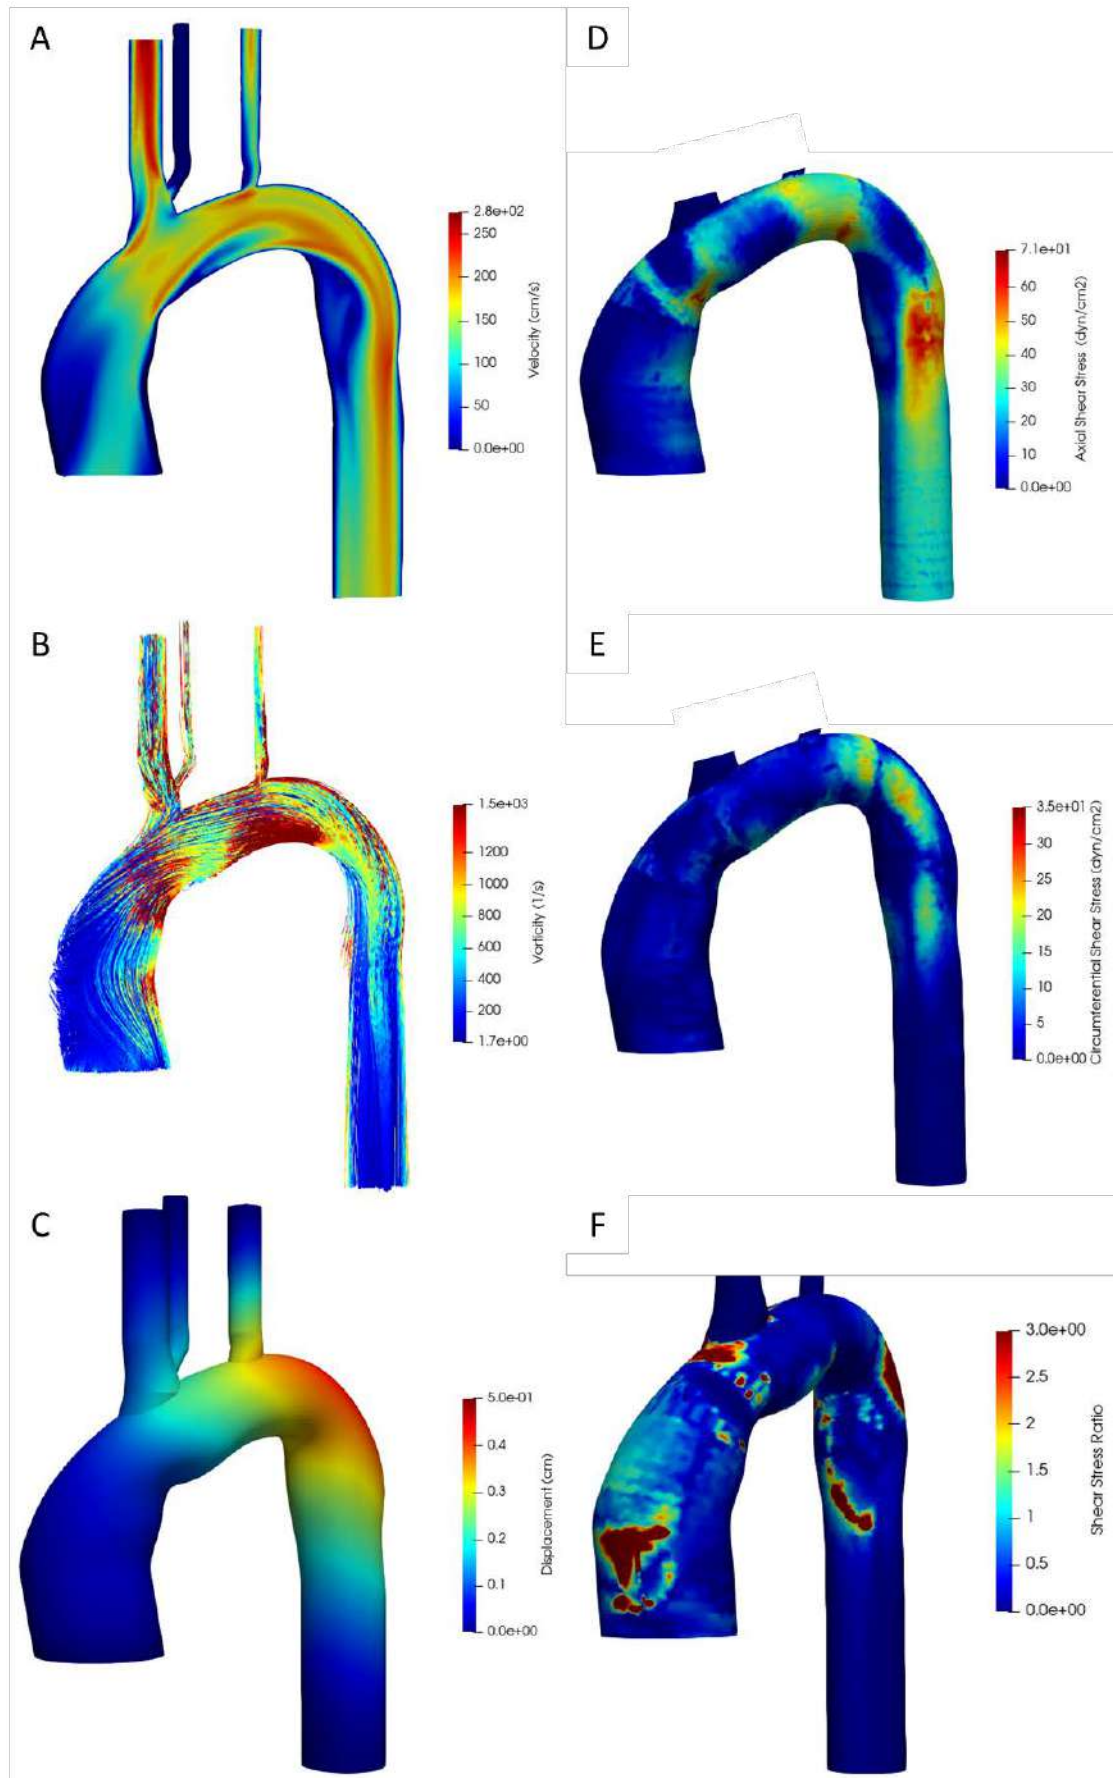 A
2.8e+02
250
200
150
100
50
0.0e+00
Velocity (cm/s)
D
7.1e+01
60
50
40
30
20
10
0.0e+00
Axial Shear Stress (dyn/cm2)
B
1.5e+03
1200
1000
800
600
400
200
1.7e+00
Vorticity (1/s)
E
3.5e+01
30
25
20
15
10
5
0.0e+00
Circumferential Shear Stress (dyn/cm2)
C
5.0e-01
0.4
0.3
0.2
0.1
0.0e+00
Displacement (cm)
F
3.0e+00
2.5
2
1.5
1
0.5
0.0e+00
Shear Stress Ratio